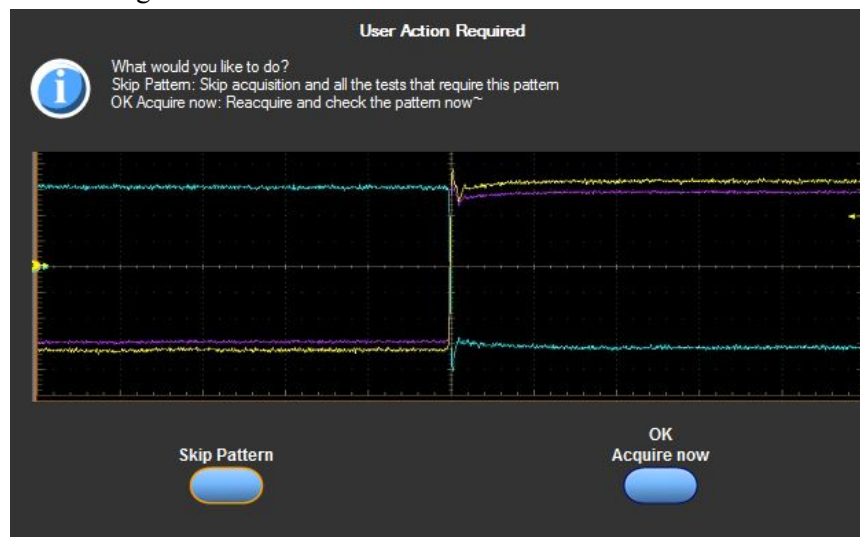 User Action Required
What would you like to do?
Skip Pattern: Skip acquisition and all the tests that require this pattern
OK Acquire now: Reacquire and check the pattern now~
Skip Pattern
OK
Acquire now